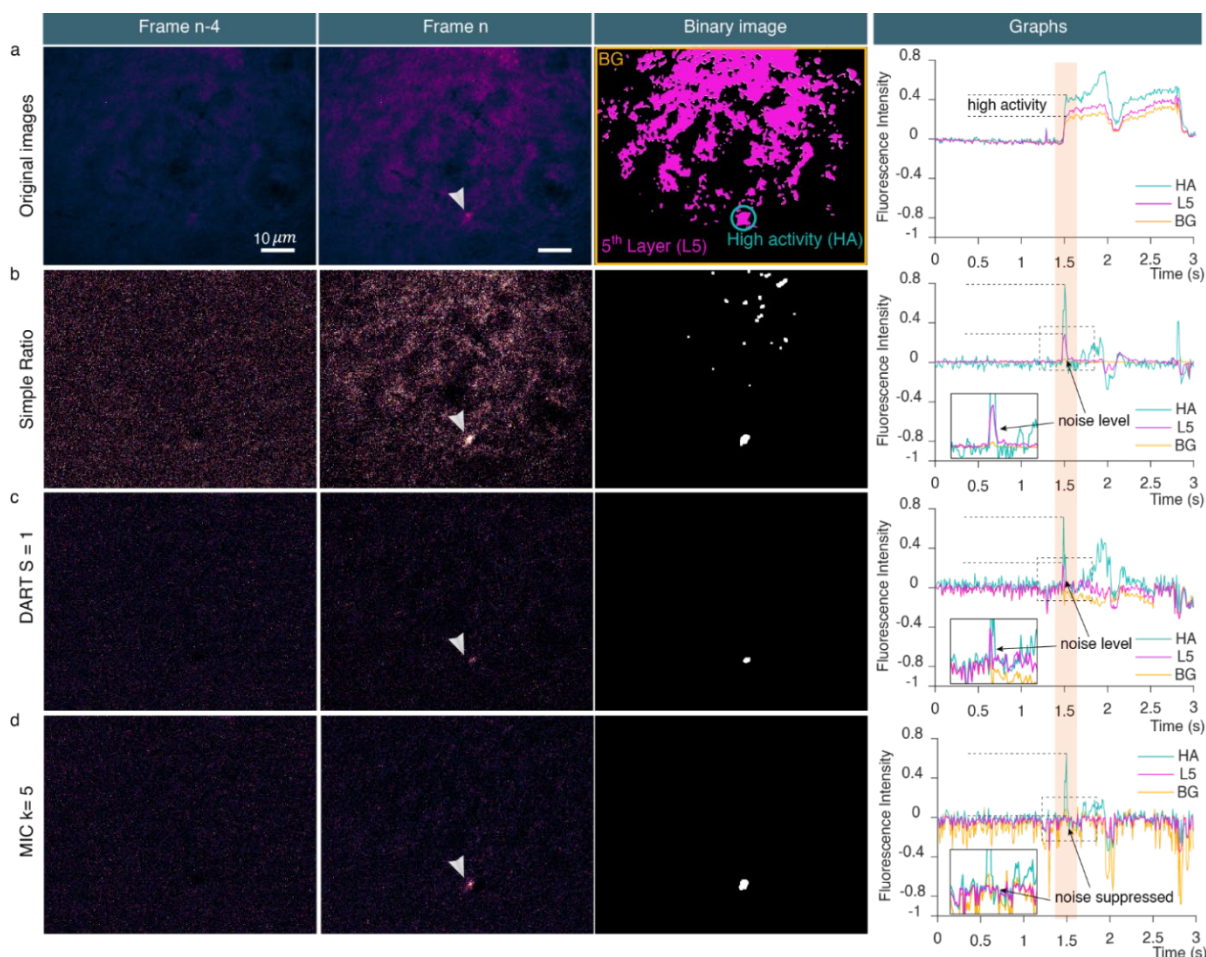 Frame n-4
Frame n
Binary image
Graphs
a
Original images
10 μm
BG
5th Layer (L5)
High activity (HA)
Fluorescence Intensity
0.8
0.4
0
-0.4
-0.8
-1
high activity
HA
L5
BG
0 0.5 1 1.5 2 2.5 3
Time (s)
b
Simple Ratio
Fluorescence Intensity
0.8
0.4
0
-0.4
-0.8
-1
noise level
HA
L5
BG
0 0.5 1 1.5 2 2.5 3
Time (s)
c
DART S = 1
Fluorescence Intensity
0.8
0.4
0
-0.4
-0.8
-1
noise level
HA
L5
BG
0 0.5 1 1.5 2 2.5 3
Time (s)
d
MIC k= 5
Fluorescence Intensity
0.8
0.4
0
-0.4
-0.8
-1
HA
L5
BG
noise suppressed
0 0.5 1 1.5 2 2.5 3
Time (s)